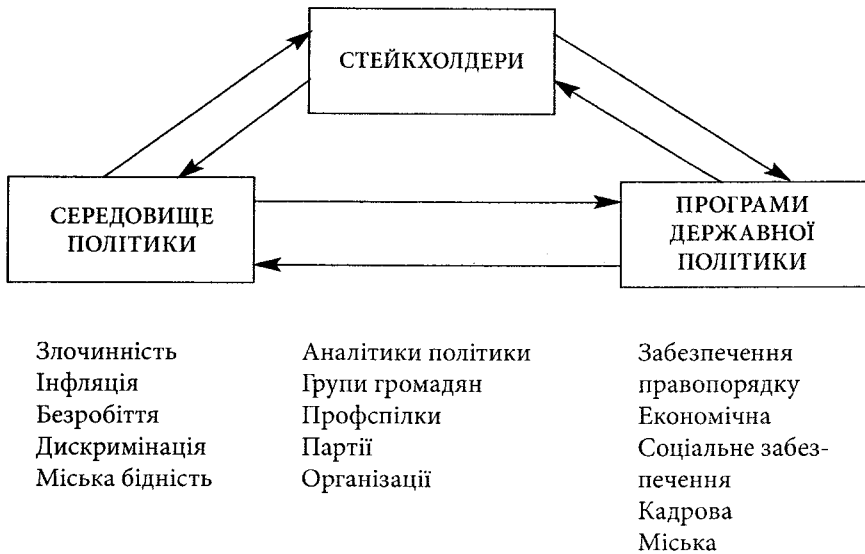 СТЕЙКХОЛДЕРИ
СЕРЕДОВИЩЕ
ПОЛІТИКИ
ПРОГРАМИ
ДЕРЖАВНОЇ
ПОЛІТИКИ
Злочинність
Інфляція
Безробіття
Дискримінація
Міська бідність
Аналітики політики
Групи громадян
Профспілки
Партії
Організації
Забезпечення
правопорядку
Економічна
Соціальне забез-
печення
Кадрова
Міська